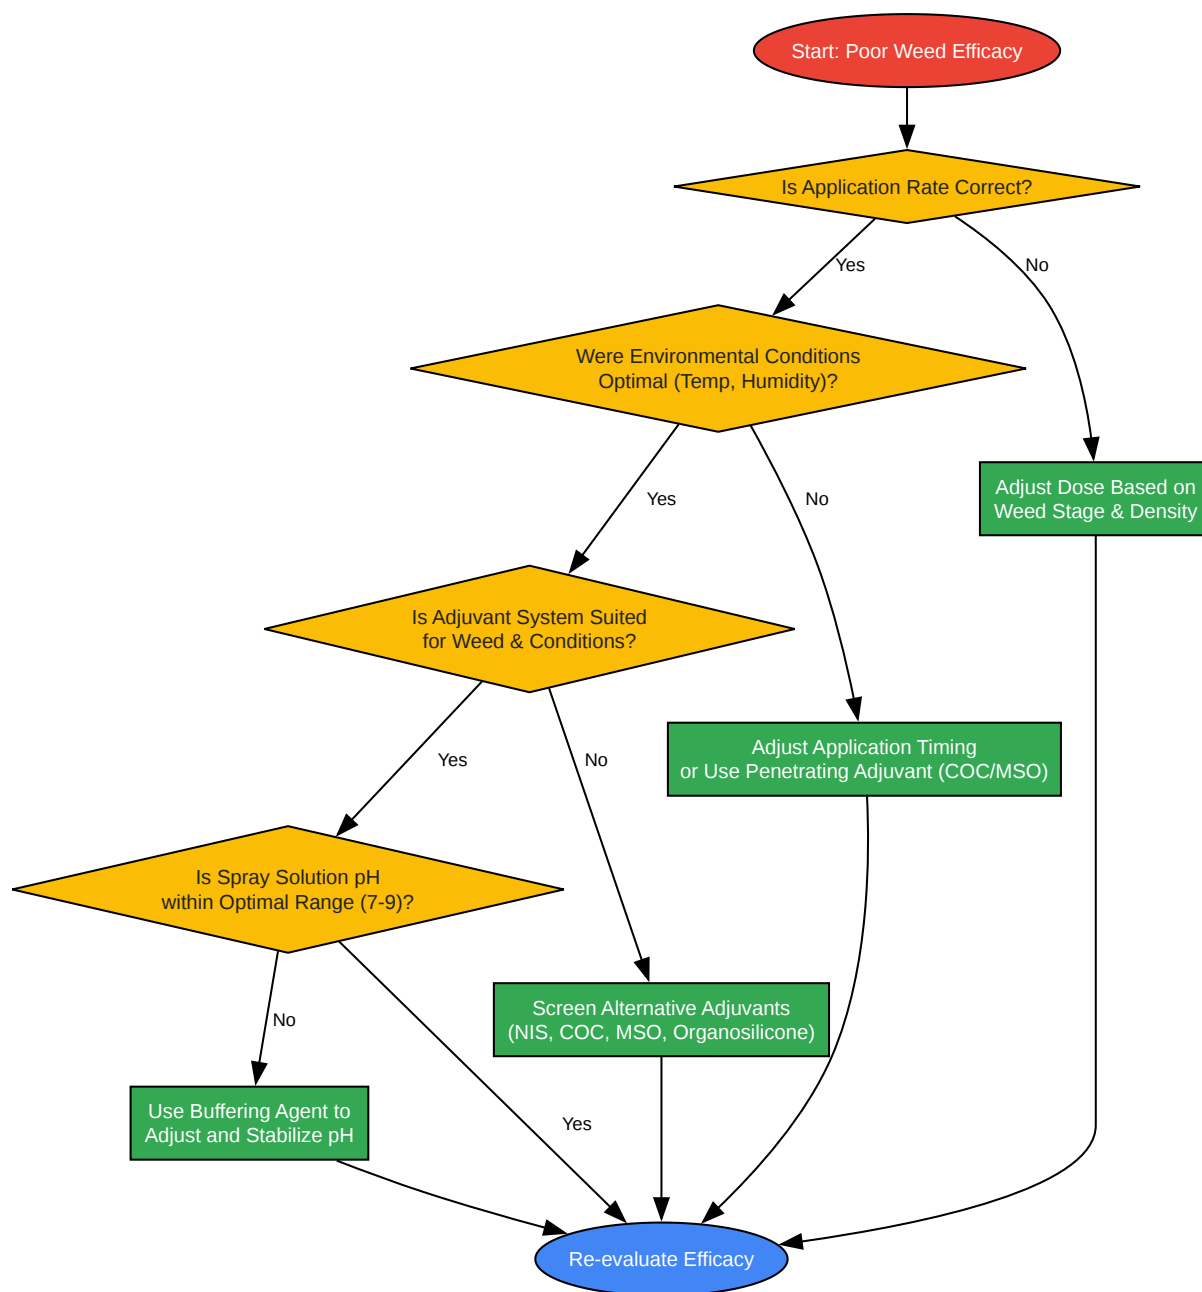 Start: Poor Weed Efficacy
Is Application Rate Correct?
Yes
No
Were Environmental Conditions
Optimal (Temp, Humidity)?
Adjust Dose Based on
Weed Stage & Density
Yes
No
Is Adjuvant System Suited
for Weed & Conditions?
Adjust Application Timing
or Use Penetrating Adjuvant (COC/MSO)
Yes
No
Is Spray Solution pH
within Optimal Range (7-9)?
Screen Alternative Adjuvants
(NIS, COC, MSO, Organosilicone)
No
Use Buffering Agent to
Adjust and Stabilize pH
Yes
Re-evaluate Efficacy